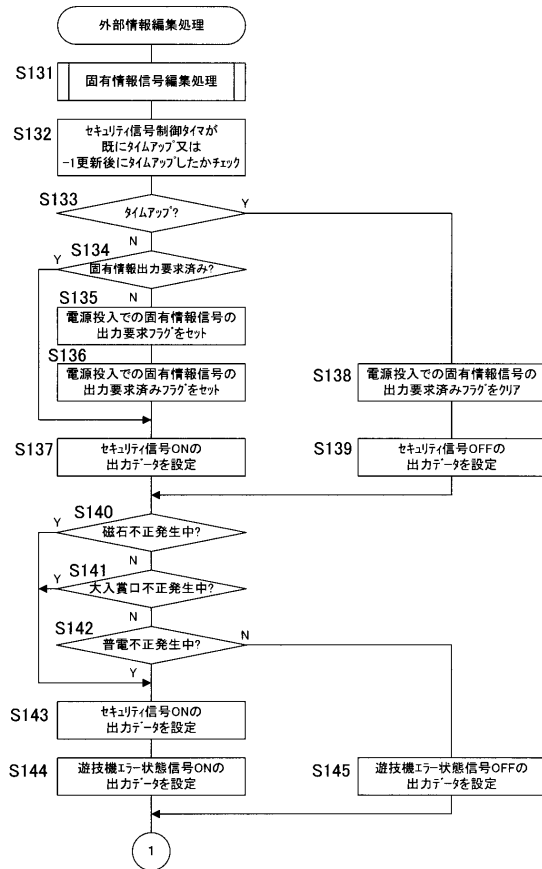 外部情報編集処理
S131
固有情報信号編集処理
S132
セキュリティ信号制御タイマが
既にタイムアップ又は
-1更新後にタイムアップしたかチェック
S133
タイムアップ?
Y
N
S134
Y
固有情報出力要求済み?
N
S135
電源投入での固有情報信号の
出力要求フラグをセット
S136
電源投入での固有情報信号の
出力要求済みフラグをセット
S138
電源投入での固有情報信号の
出力要求済みフラグをクリア
S137
セキュリティ信号ONの
出力データを設定
S139
セキュリティ信号OFFの
出力データを設定
S140
Y
磁石不正発生中?
N
S141
Y
大入賞口不正発生中?
N
S142
普電不正発生中?
N
Y
S143
セキュリティ信号ONの
出力データを設定
S144
遊技機エラー状態信号ONの
出力データを設定
S145
遊技機エラー状態信号OFFの
出力データを設定
1